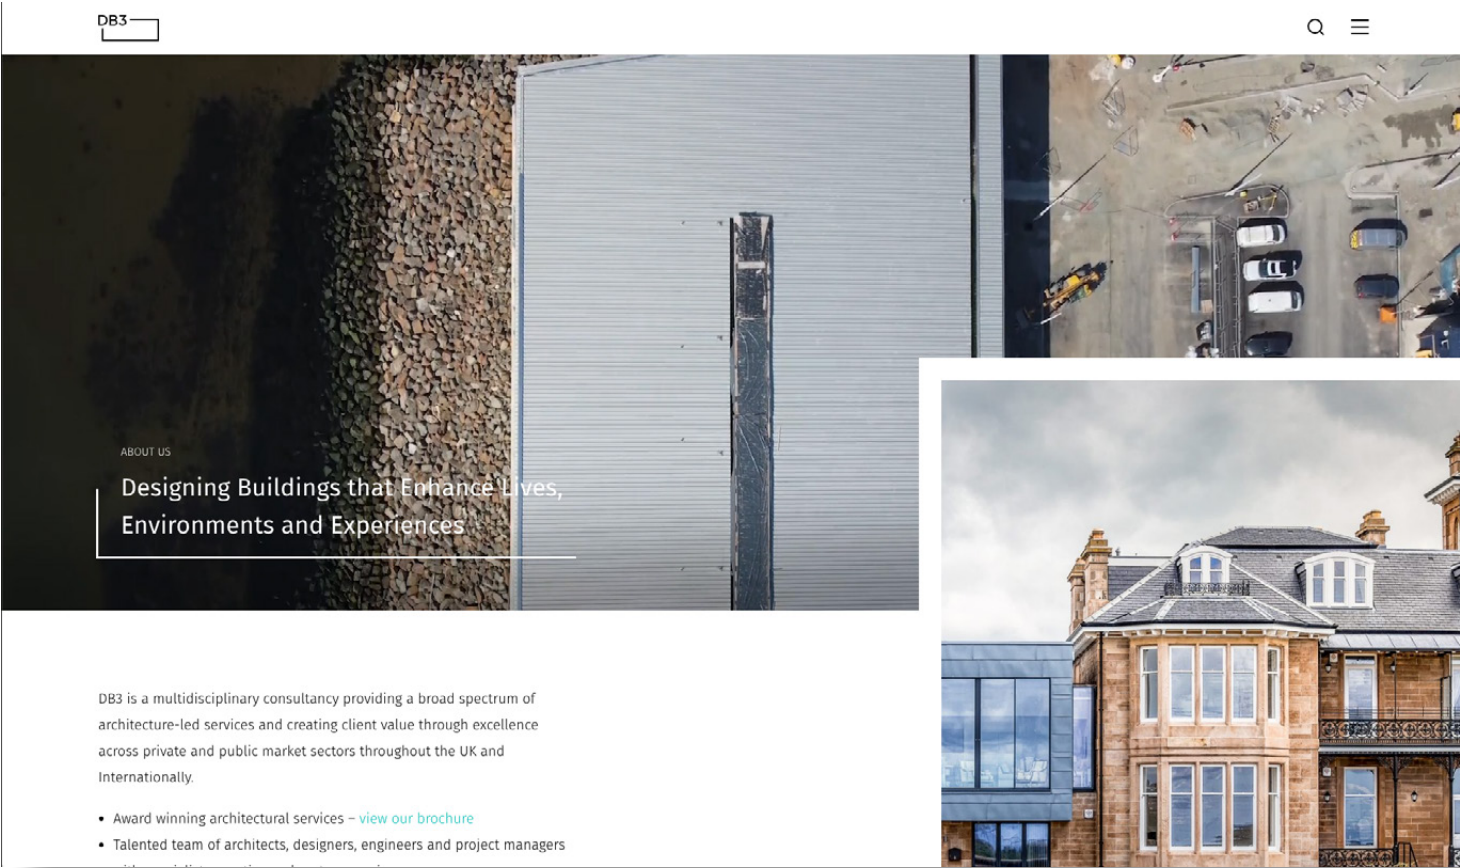 DB3
ABOUT US
Designing Buildings that Enhance Lives,
Environments and Experiences
DB3 is a multidisciplinary consultancy providing a broad spectrum of
architecture-led services and creating client value through excellence
across private and public market sectors throughout the UK and
Internationally.
• Award winning architectural services – view our brochure
• Talented team of architects, designers, engineers and project managers